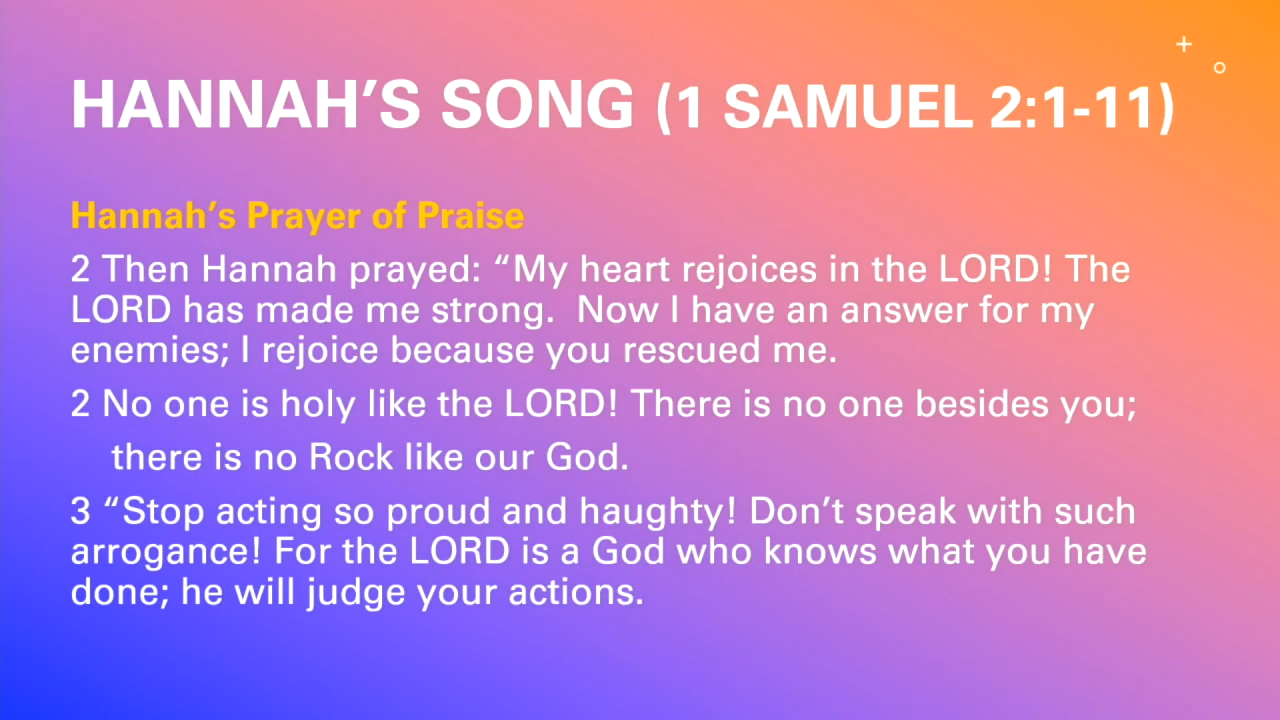 HANNAH’S SONG (1 SAMUEL 2:1-11)
Hannah’s Prayer of Praise
2 Then Hannah prayed: “My heart rejoices in the LORD! The
LORD has made me strong.  Now I have an answer for my
enemies; I rejoice because you rescued me.
2 No one is holy like the LORD! There is no one besides you;
there is no Rock like our God.
3 “Stop acting so proud and haughty! Don’t speak with such
arrogance! For the LORD is a God who knows what you have
done; he will judge your actions.